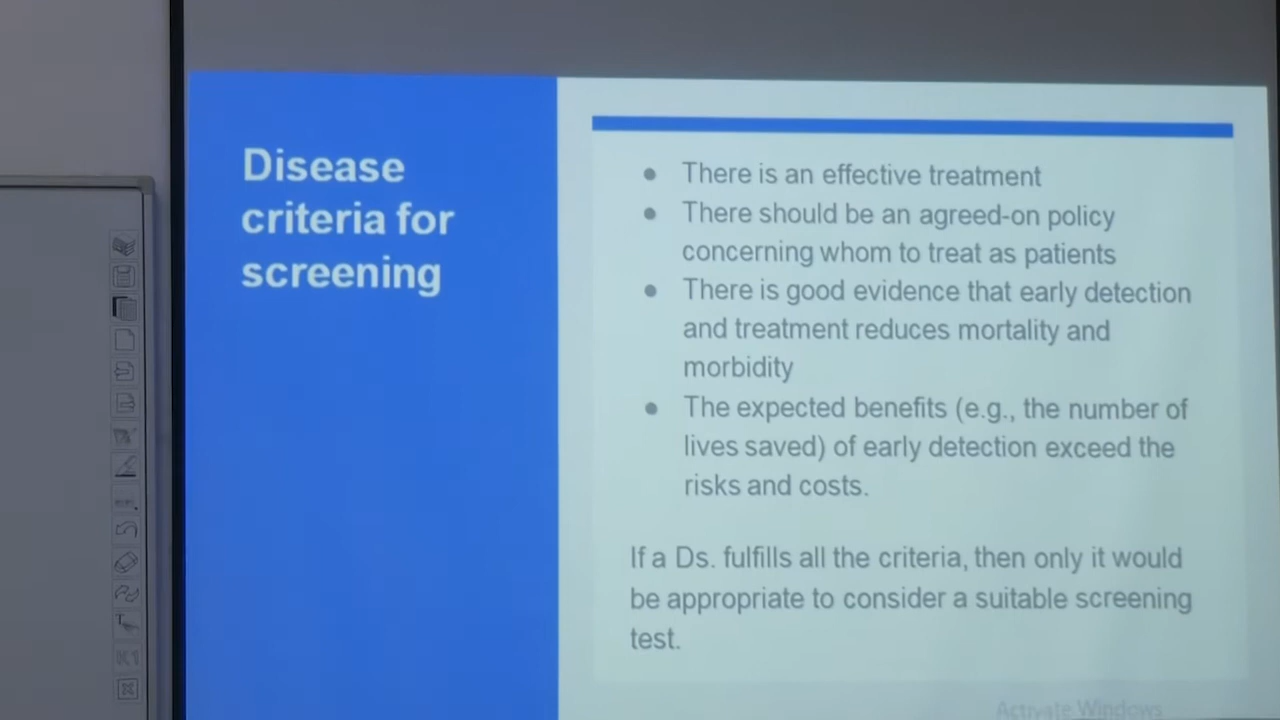 Disease
criteria for
screening
● There is an effective treatment
● There should be an agreed-on policy
concerning whom to treat as patients
● There is good evidence that early detection
and treatment reduces mortality and
morbidity
● The expected benefits (e.g., the number of
lives saved) of early detection exceed the
risks and costs.
If a Ds. fulfills all the criteria, then only it would
be appropriate to consider a suitable screening
test.
Activate Windows